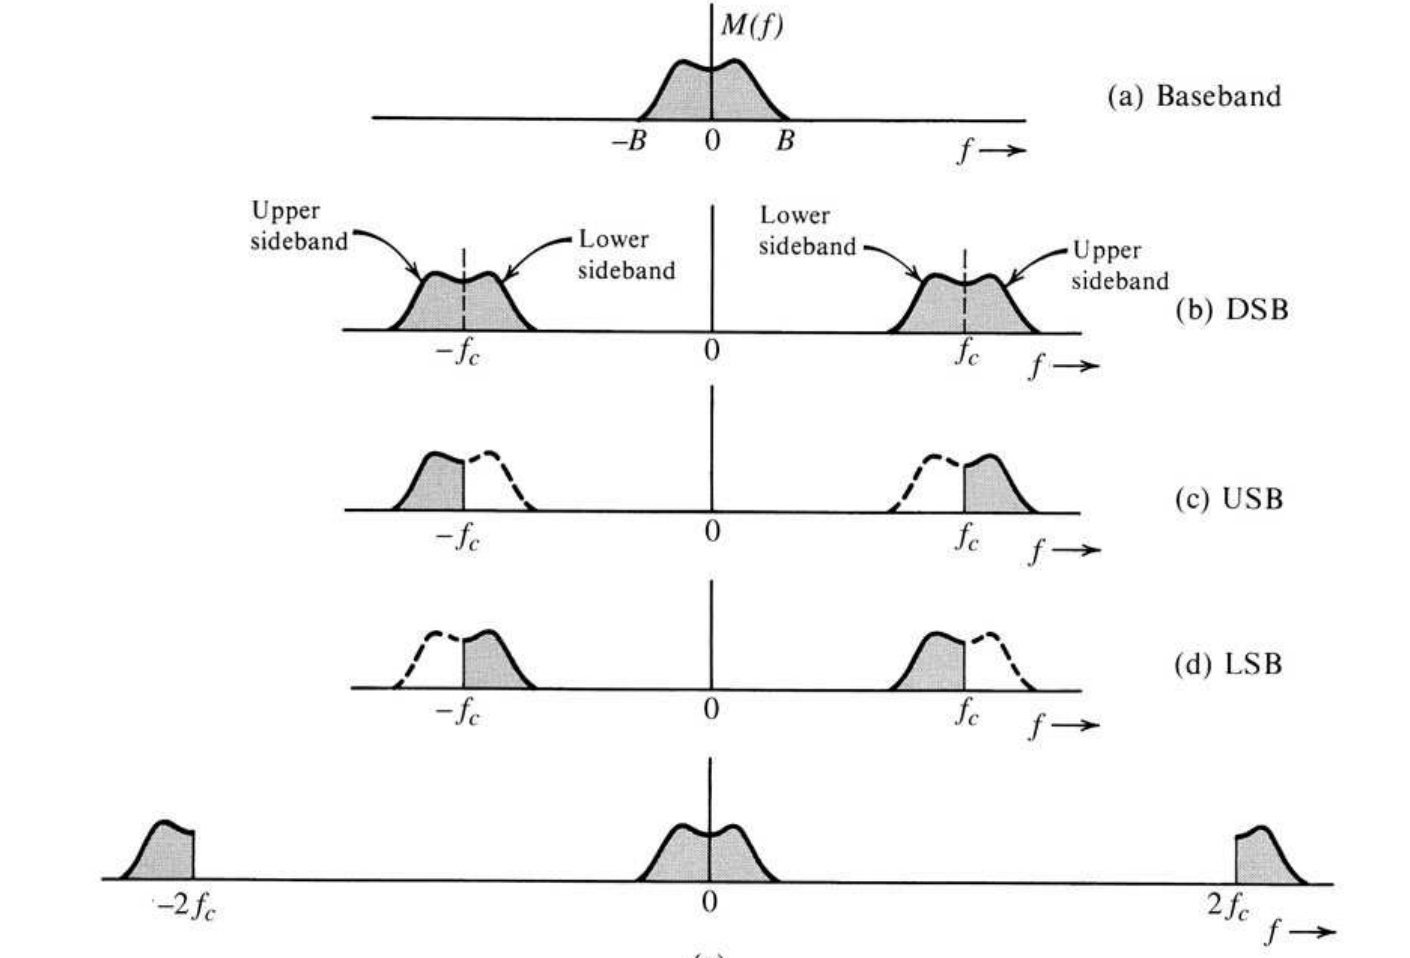 M(f)
(a) Baseband
–B 0 B
f
Upper
sideband
Lower
sideband
Lower
sideband
Upper
sideband
(b) DSB
–fc 0 fc
f
(c) USB
–fc 0 fc
f
(d) LSB
–fc 0 fc
f
–2fc 0 2fc
f